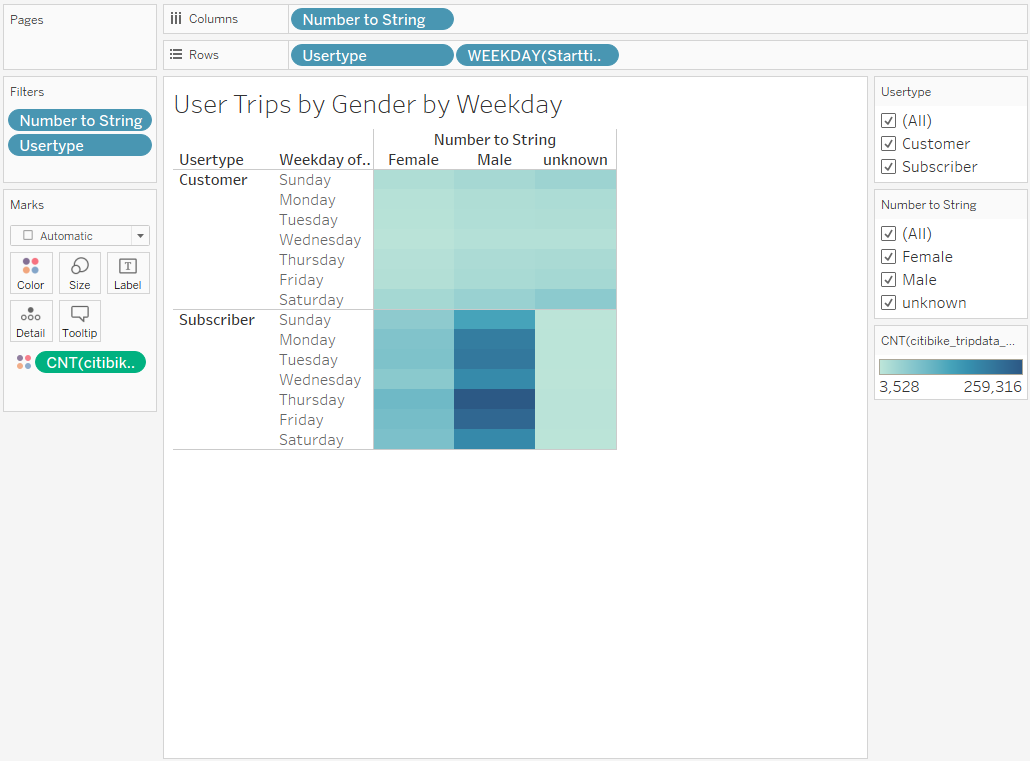 Pages
Columns
Number to String
Rows
Usertype
WEEKDAY(Startti..
Filters
Number to String
Usertype
Marks
Automatic
Color
Size
Label
Detail
Tooltip
CNT(citibik..
User Trips by Gender by Weekday
Number to String
Usertype
Weekday of..
Female
Male
unknown
Customer
Sunday
Monday
Tuesday
Wednesday
Thursday
Friday
Saturday
Subscriber
Sunday
Monday
Tuesday
Wednesday
Thursday
Friday
Saturday
Usertype
(All)
Customer
Subscriber
Number to String
(All)
Female
Male
unknown
CNT(citibike_tripdata_...
3,528
259,316